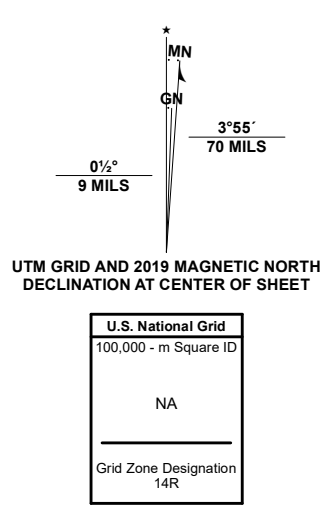 ★
MN
GN
3°55´
70 MILS
0½°
9 MILS
UTM GRID AND 2019 MAGNETIC NORTH
DECLINATION AT CENTER OF SHEET
U.S. National Grid
100,000 - m Square ID
NA
Grid Zone Designation
14R